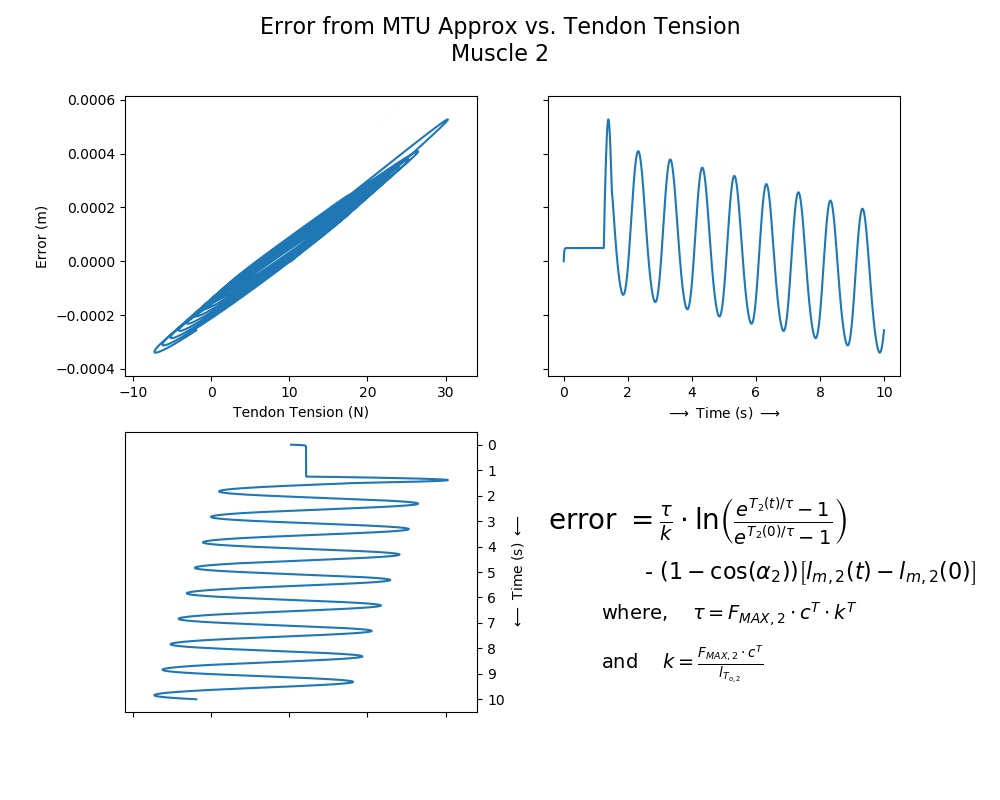 Error from MTU Approx vs. Tendon Tension
Muscle 2
0.0006
0.0004
0.0002
0.0000
−0.0002
−0.0004
Error (m)
−10 0 10 20 30
Tendon Tension (N)
0 2 4 6 8 10
⟶ Time (s) ⟶
0
1
2
3
4
5
6
7
8
9
10
⟵ Time (s) ⟵
error = τ/k · ln( (e^{T₂(t)/τ} − 1) / (e^{T₂(0)/τ} − 1) )
- (1 − cos(α₂))[l_{m,2}(t) − l_{m,2}(0)]
where, τ = F_{MAX,2} · c^T · k^T
and k = F_{MAX,2} · c^T / l_{T_{o,2}}